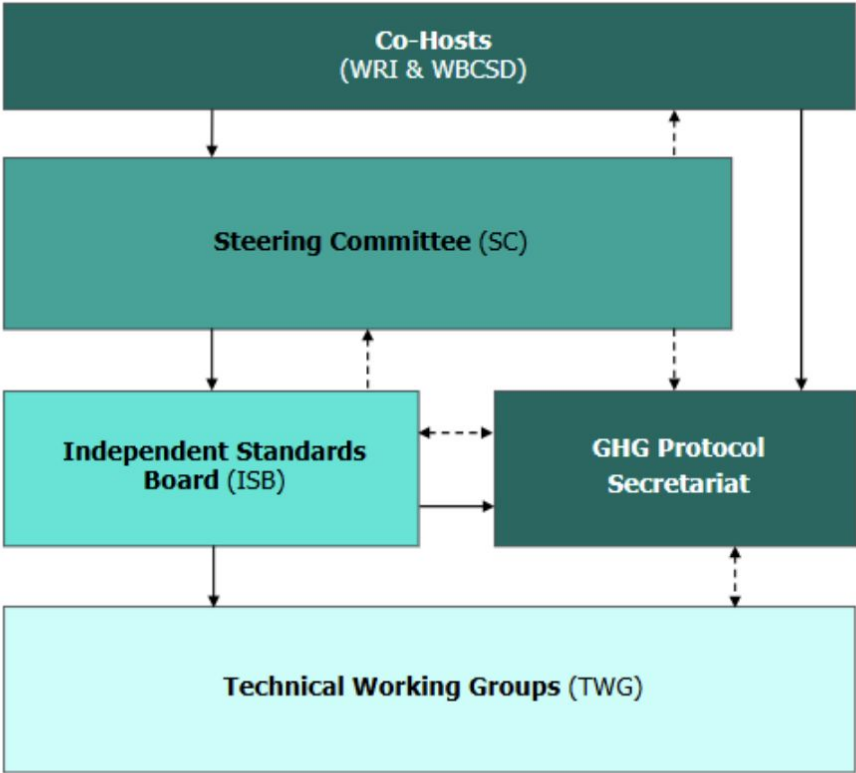 Co-Hosts
(WRI & WBCSD)
Steering Committee (SC)
Independent Standards
Board (ISB)
GHG Protocol
Secretariat
Technical Working Groups (TWG)